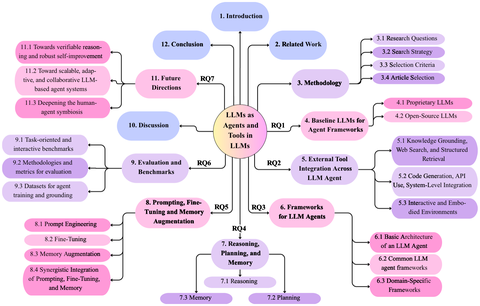 1. Introduction
12. Conclusion
2. Related Work
11.1 Towards verifiable reason-
ing and robust self-improvement
11.2 Toward scalable, adap-
tive, and collaborative LLM-
based agent systems
11.3 Deepening the human-
agent symbiosis
11. Future
Directions
RQ7
3. Methodology
3.1 Research Questions
3.2 Search Strategy
3.3 Selection Criteria
3.4 Article Selection
10. Discussion
LLMs as
Agents and
Tools in
LLMs
RQ1
4. Baseline LLMs for
Agent Frameworks
4.1 Proprietary LLMs
4.2 Open-Source LLMs
9.1 Task-oriented and
interactive benchmarks
9.2 Methodologies and
metrics for evaluation
9.3 Datasets for agent
training and grounding
9. Evaluation and
Benchmarks
RQ6
RQ2
5. External Tool
Integration Across
LLM Agent
5.1 Knowledge Grounding,
Web Search, and Structured
Retrieval
5.2 Code Generation, API
Use, System-Level Integration
5.3 Interactive and Embo-
died Environments
8. Prompting, Fine-
Tuning and Memory
Augmentation
RQ5
8.1 Prompt Engineering
8.2 Fine-Tuning
8.3 Memory Augmentation
8.4 Synergistic Integration of
Prompting, Fine-Tuning,
and Memory
RQ3
6. Frameworks
for LLM Agents
6.1 Basic Architecture
of an LLM Agent
6.2 Common LLM
agent frameworks
6.3 Domain-Specific
Frameworks
RQ4
7. Reasoning,
Planning, and
Memory
7.1 Reasoning
7.3 Memory
7.2 Planning